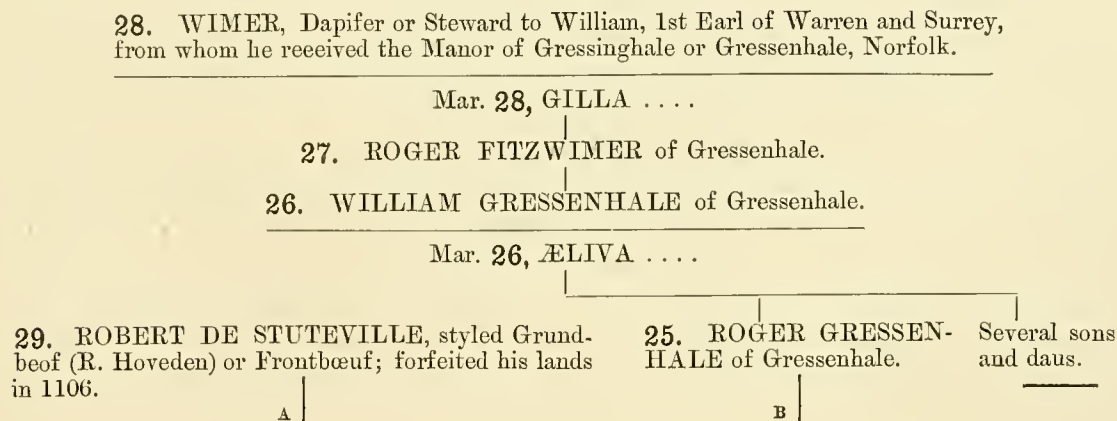 28. WIMER, Dapifer or Steward to William, 1st Earl of Warren and Surrey,
from whom he reeeived the Manor of Gressinghale or Gressenhale, Norfolk.
Mar. 28, GILLA ....
27. ROGER FITZWIMER of Gressenhale.
26. WILLIAM GRESSENHALE of Gressenhale.
Mar. 26, ÆLIVA ....
29. ROBERT DE STUTEVILLE, styled Grund-
beof (R. Hoveden) or Frontbœuf; forfeited his lands
in 1106.
A
25. ROGER GRESSEN-
HALE of Gressenhale.
B
Several sons
and daus.